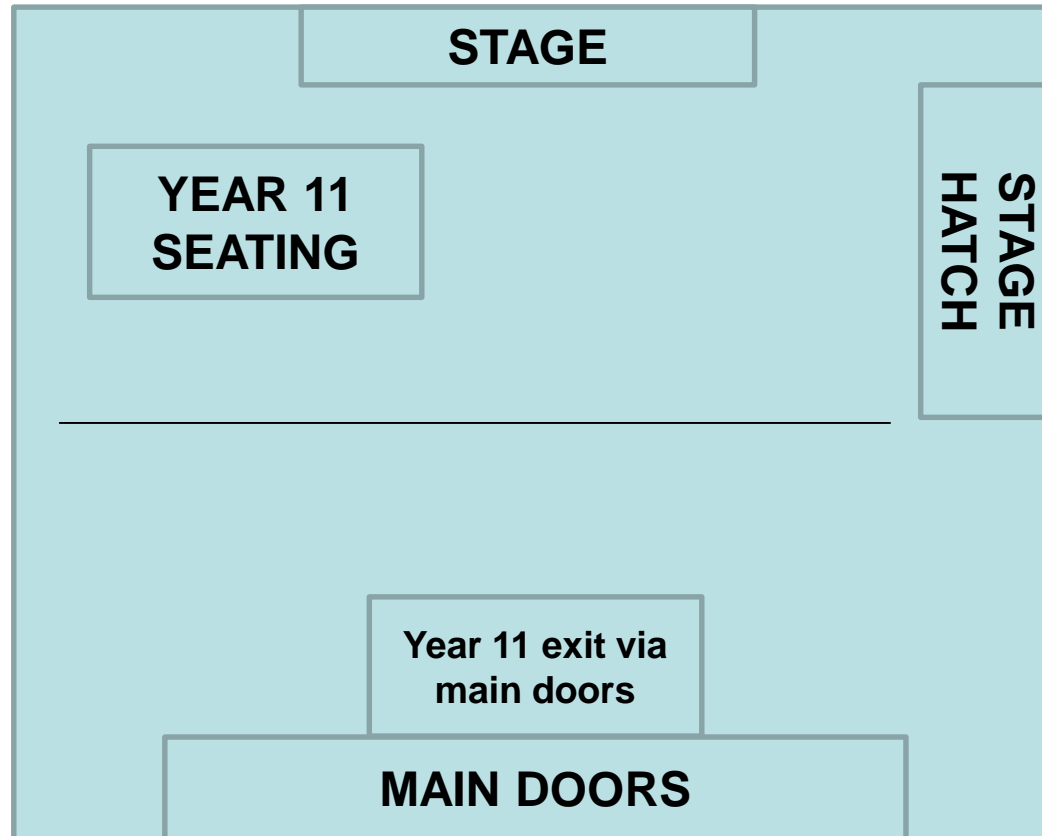 STAGE
YEAR 11
SEATING
STAGE
HATCH
Year 11 exit via
main doors
MAIN DOORS